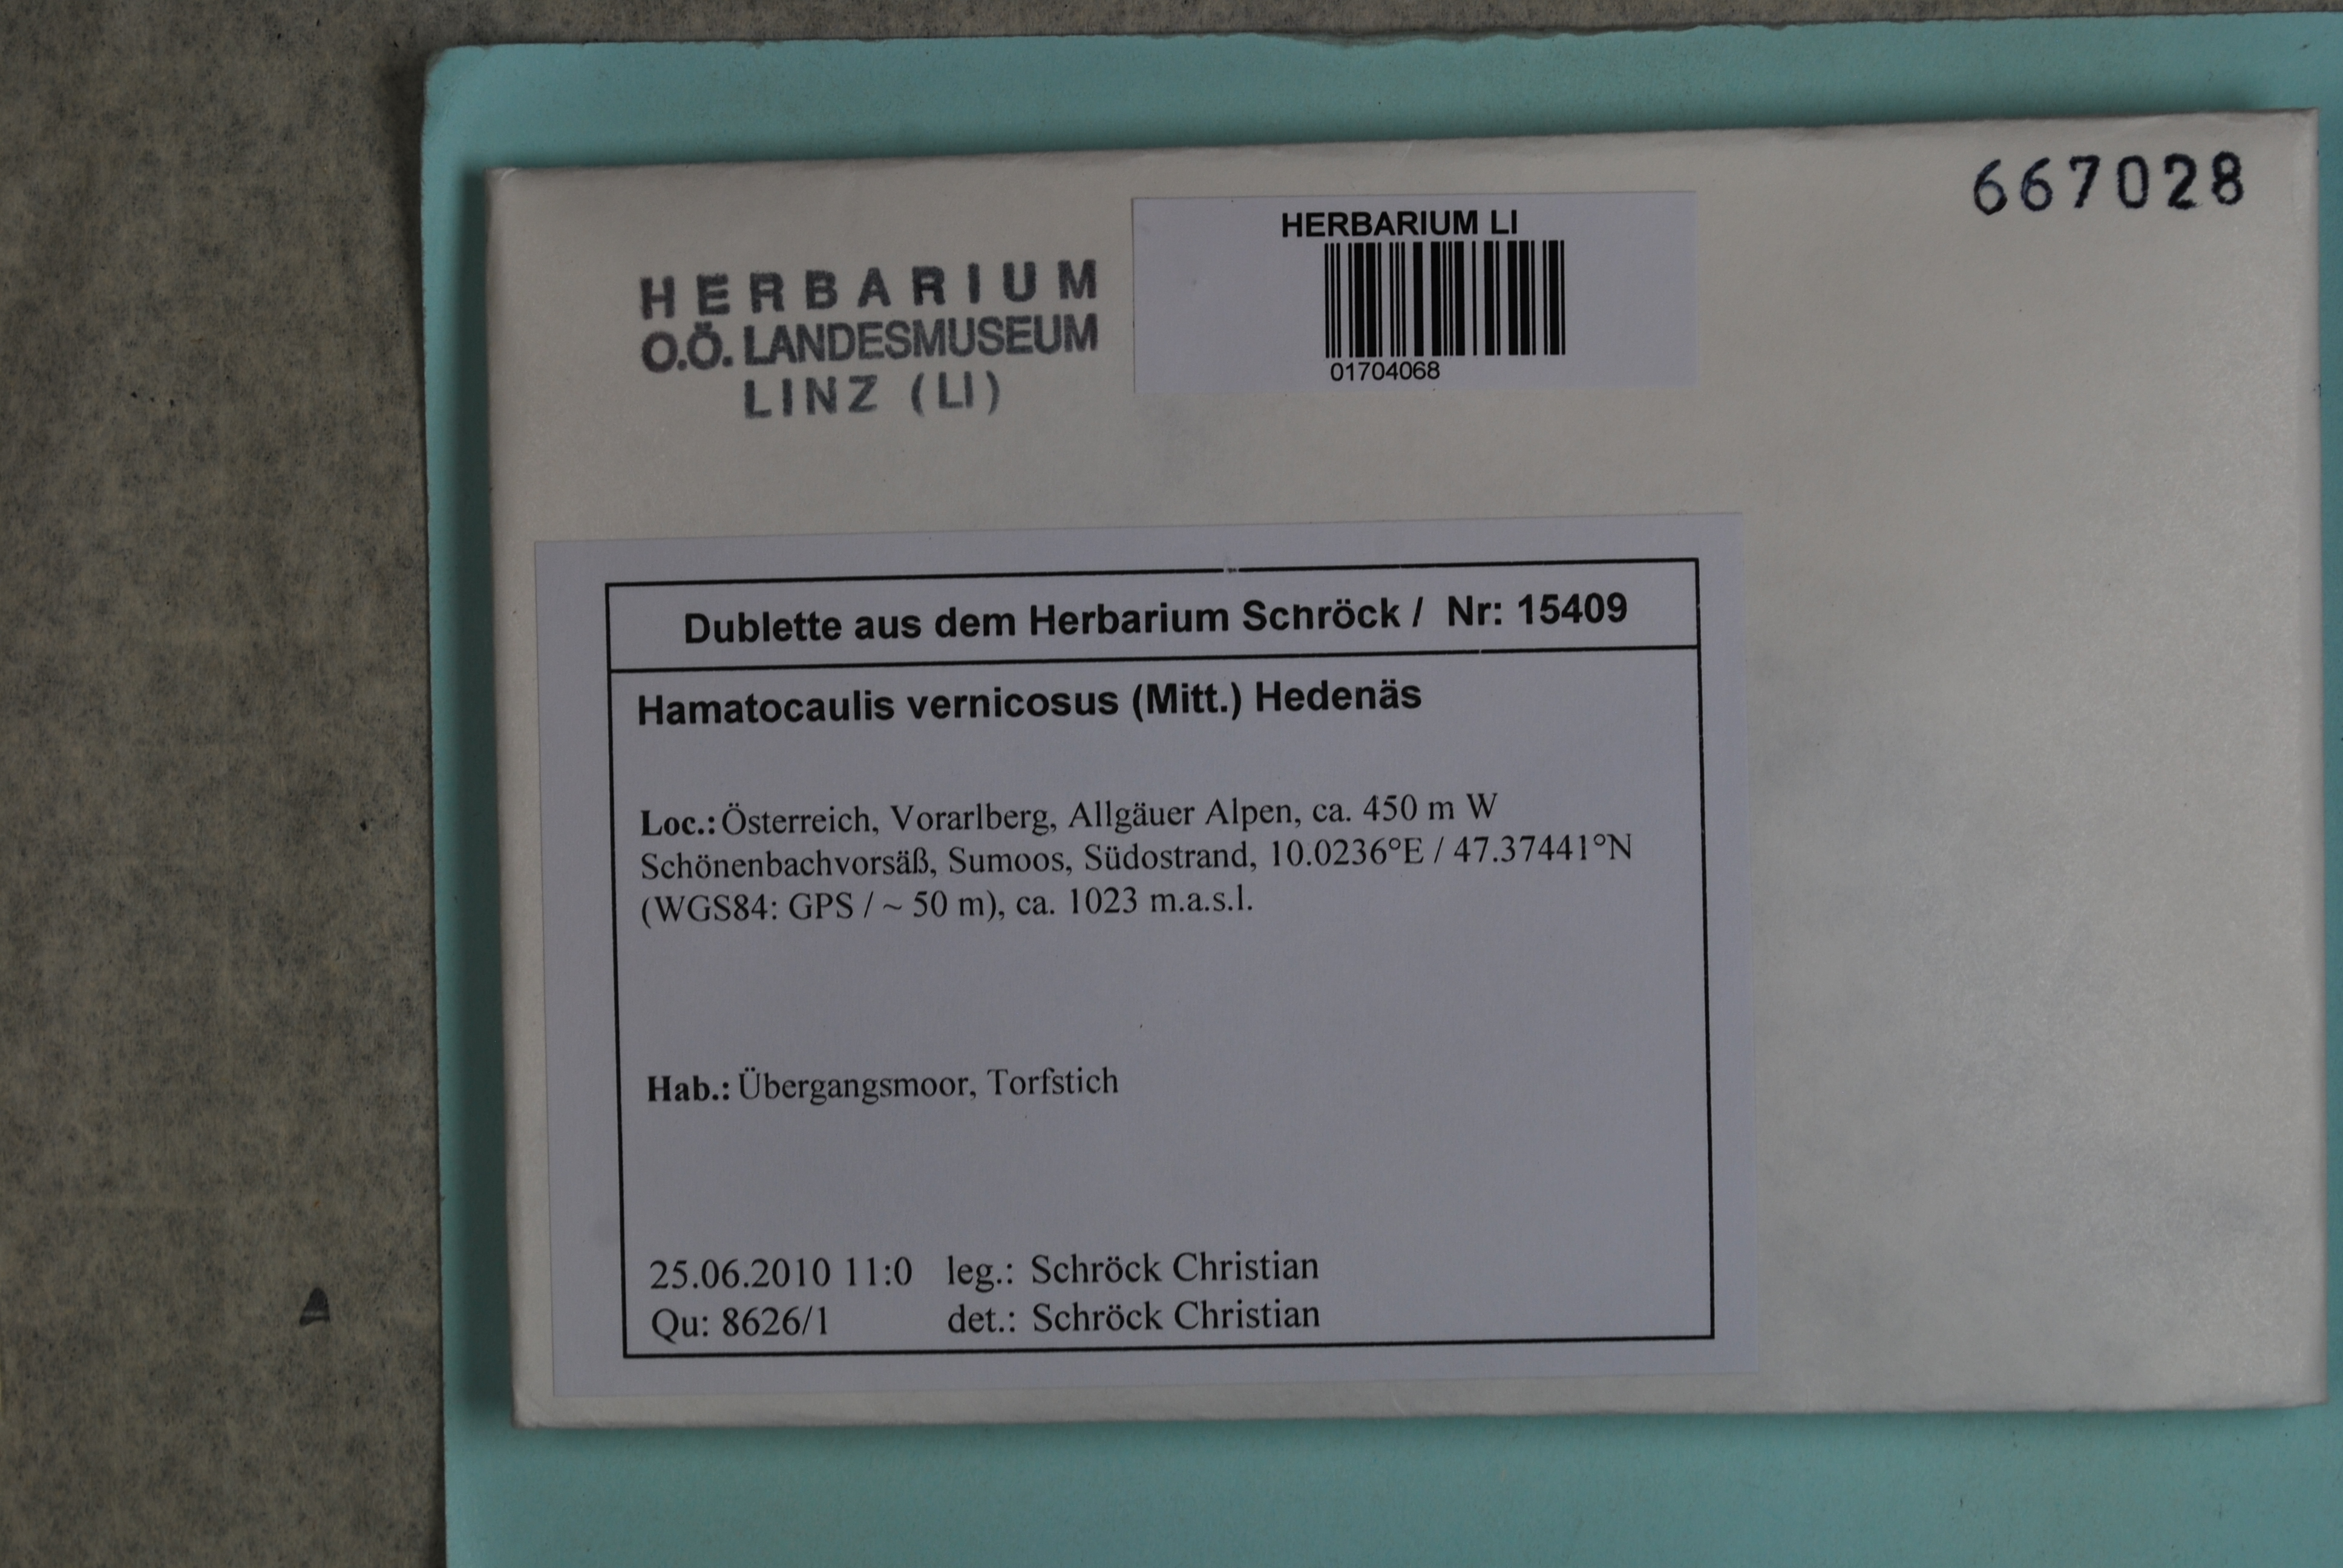 667028
HERBARIUM LI
01704068
HERBARIUM
O.Ö. LANDESMUSEUM
LINZ (LI)
Dublette aus dem Herbarium Schröck / Nr: 15409
Hamatocaulis vernicosus (Mitt.) Hedenäs
Loc.: Österreich, Vorarlberg, Allgäuer Alpen, ca. 450 m W
Schönenbachvorsäß, Sumoos, Südostrand, 10.0236°E / 47.37441°N
(WGS84: GPS / ~ 50 m), ca. 1023 m.a.s.l.
Hab.: Übergangsmoor, Torfstich
25.06.2010 11:0 leg.: Schröck Christian
Qu: 8626/1 det.: Schröck Christian